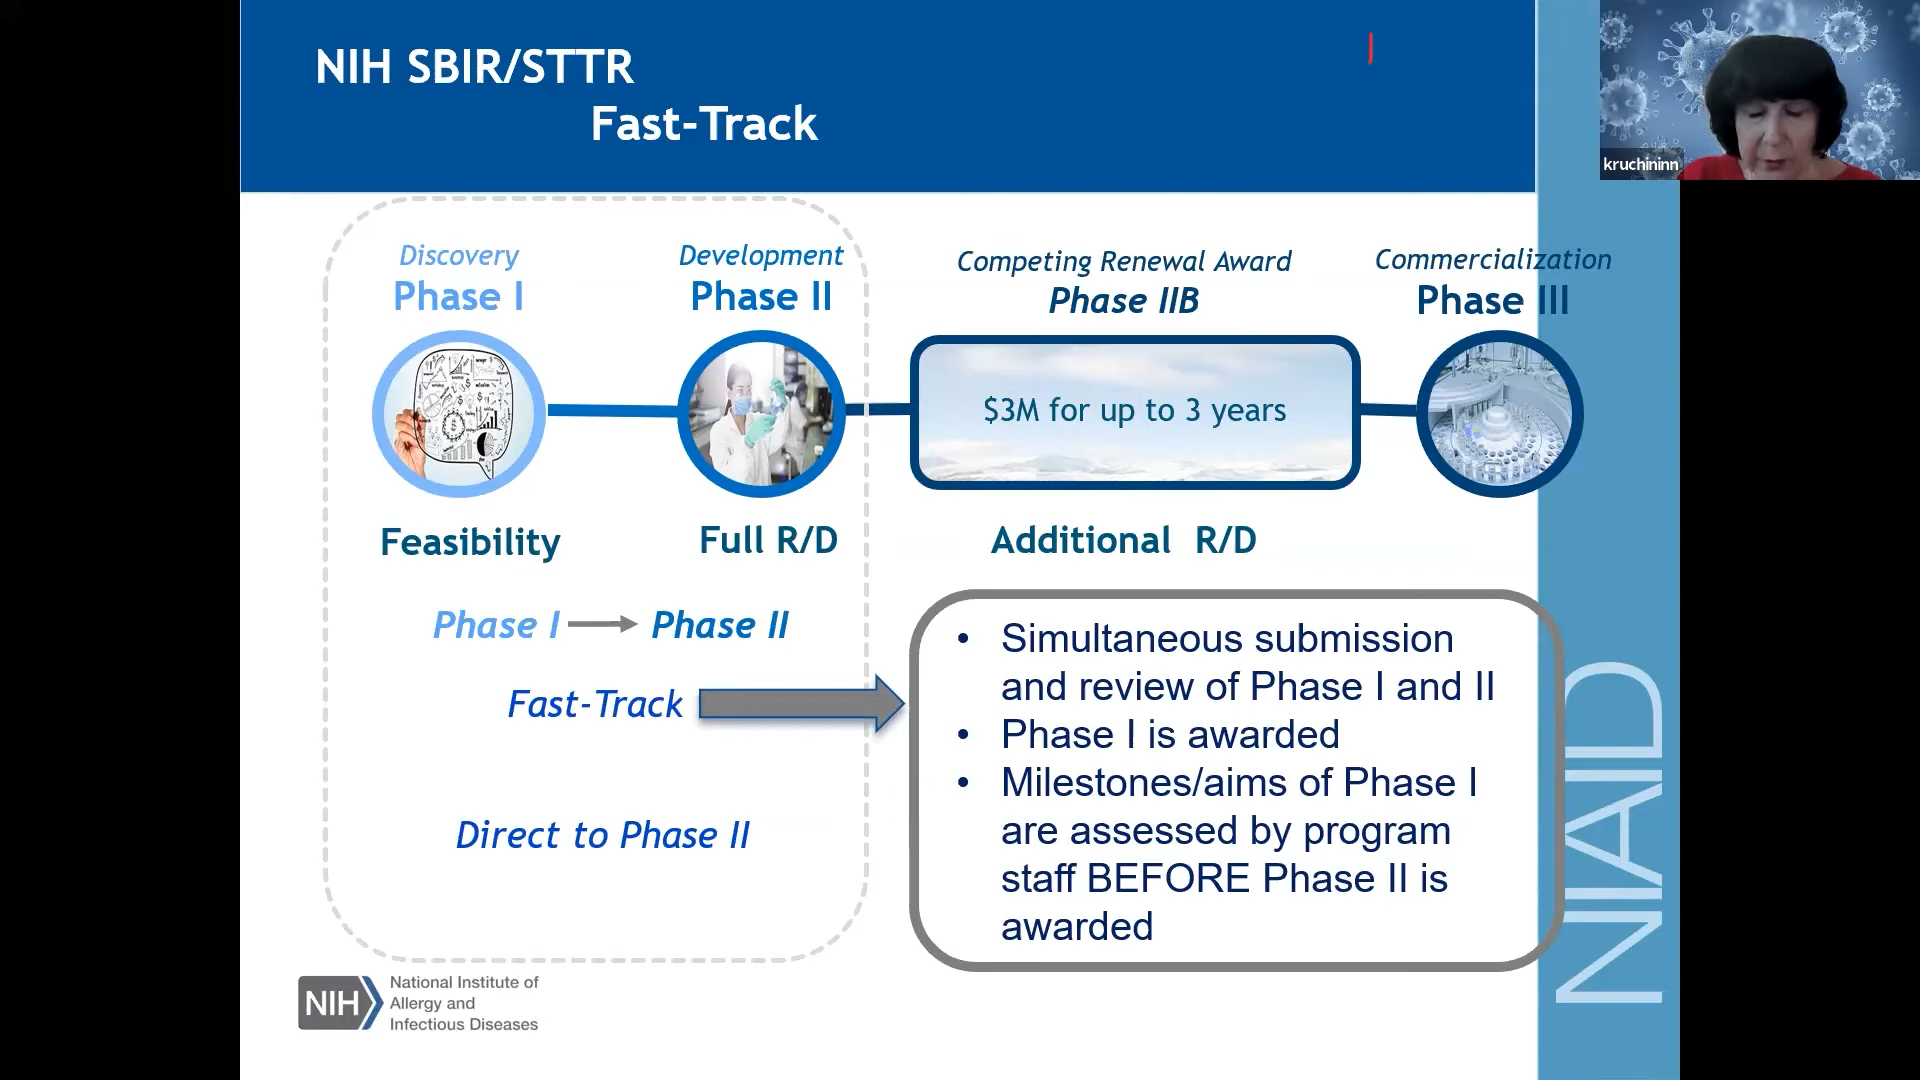 NIH SBIR/STTR
Fast-Track
kruchininn
Discovery
Phase I
Development
Phase II
Competing Renewal Award
Phase IIB
Commercialization
Phase III
$3M for up to 3 years
Feasibility
Full R/D
Additional R/D
Phase I
Phase II
Fast-Track
Direct to Phase II
• Simultaneous submission
and review of Phase I and II
• Phase I is awarded
• Milestones/aims of Phase I
are assessed by program
staff BEFORE Phase II is
awarded
NIAID
NIH
National Institute of
Allergy and
Infectious Diseases